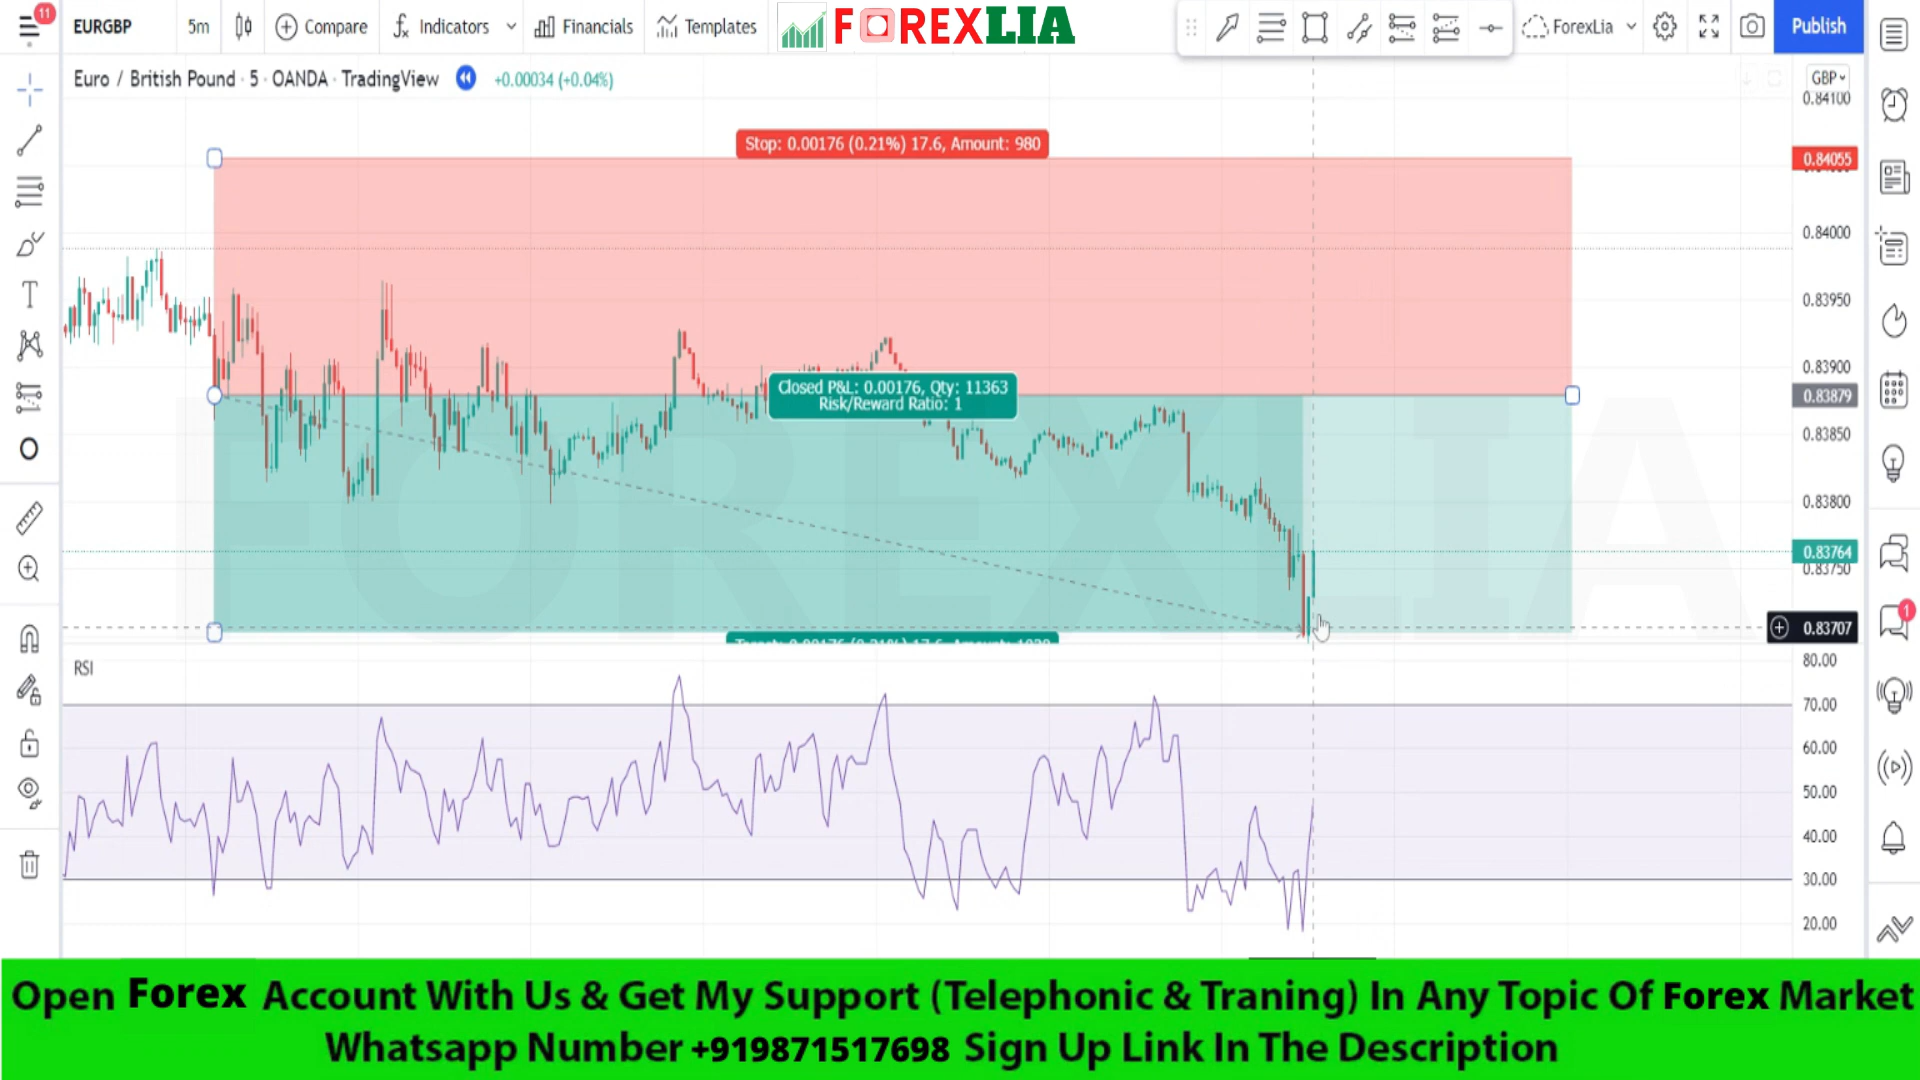 11
EURGBP 5m Compare Indicators Financials Templates FOREXLIA ForexLia Publish
Euro / British Pound · 5 · OANDA · TradingView +0.00034 (+0.04%)
GBP
0.84100
Stop: 0.00176 (0.21%) 17.6, Amount: 980
0.84055
0.84000
0.83950
0.83900
Closed P&L: 0.00176, Qty: 11363
Risk/Reward Ratio: 1
0.83879
0.83850
0.83800
FOREXLIA
0.83764
0.83750
1
0.83707
RSI
80.00
70.00
60.00
50.00
40.00
30.00
20.00
Open Forex Account With Us & Get My Support (Telephonic & Traning) In Any Topic Of Forex Market
Whatsapp Number +919871517698 Sign Up Link In The Description